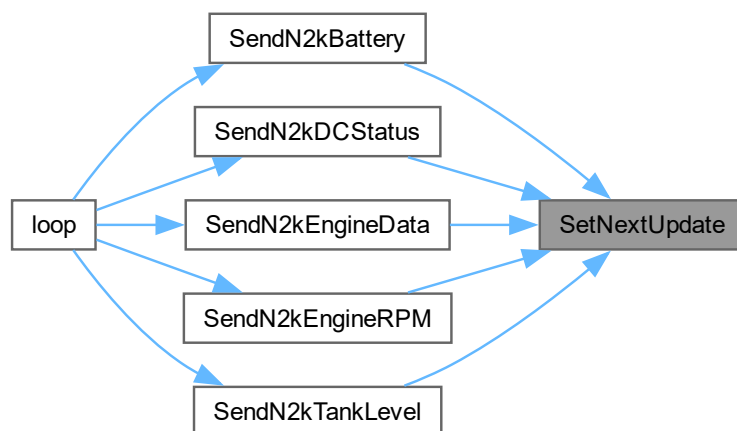 SendN2kBattery
SendN2kDCStatus
loop
SendN2kEngineData
SetNextUpdate
SendN2kEngineRPM
SendN2kTankLevel